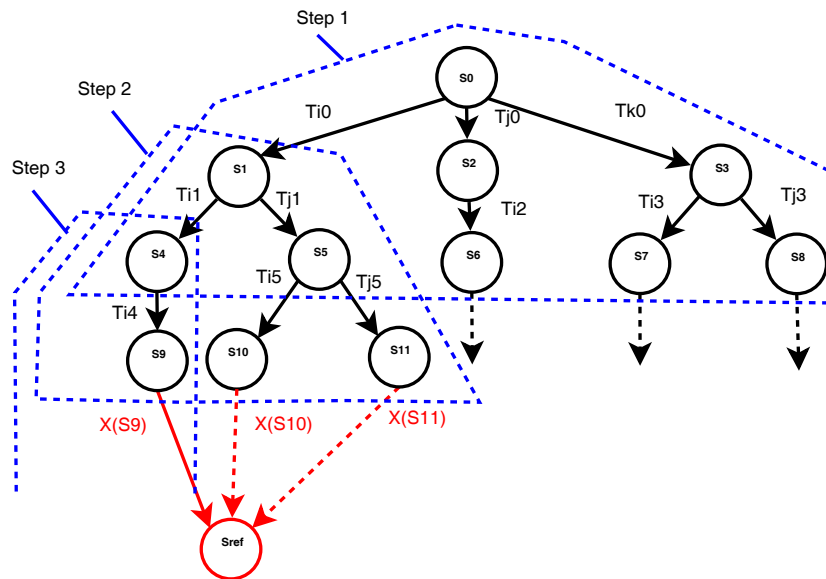 Step 1
S0
Step 2
Ti0
Tj0
Tk0
Step 3
S1
S2
S3
Ti1
Tj1
Ti2
Ti3
Tj3
S4
S5
S6
S7
S8
Ti4
Ti5
Tj5
S9
S10
S11
X(S9)
X(S10)
X(S11)
Sref